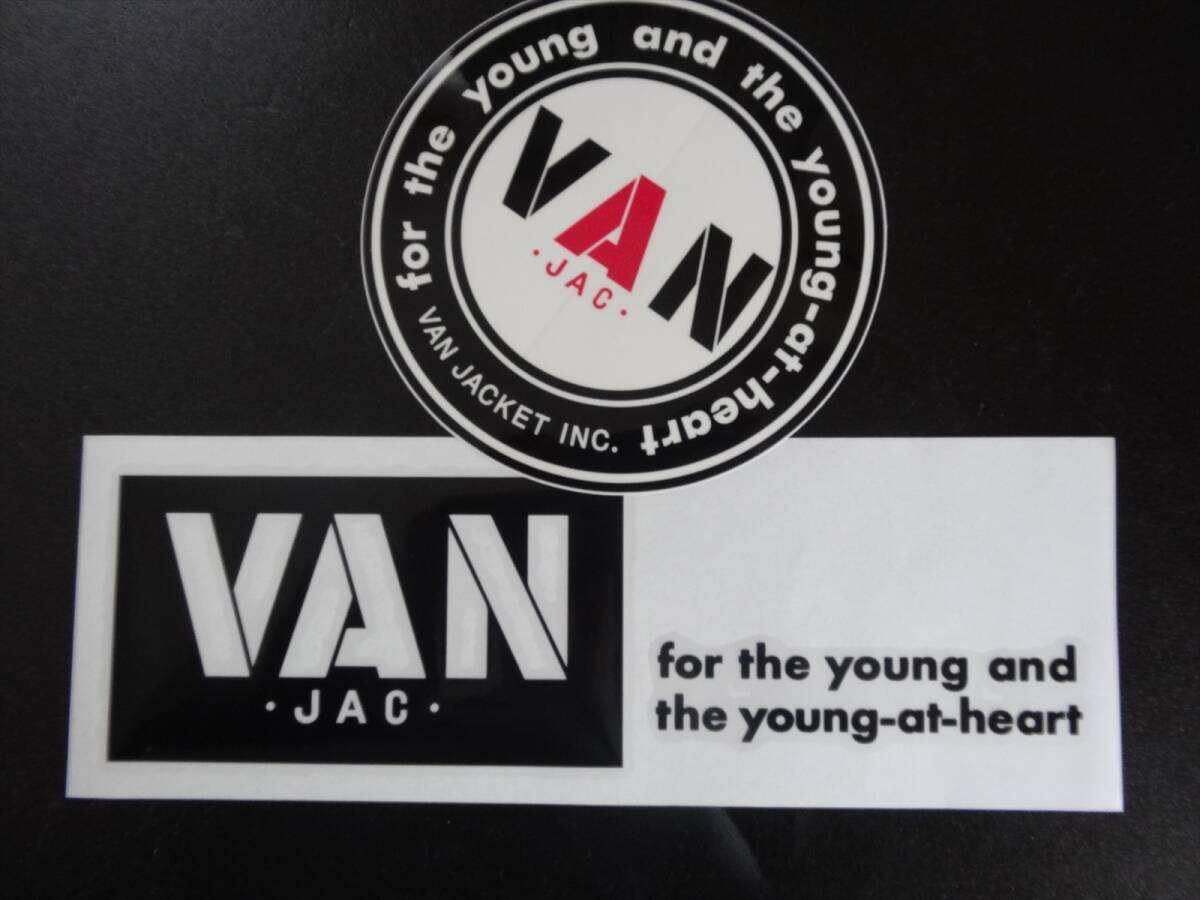 for the young and the young-at-heart
VAN
·JAC·
VAN JACKET INC.
VAN
·JAC·
for the young and
the young-at-heart